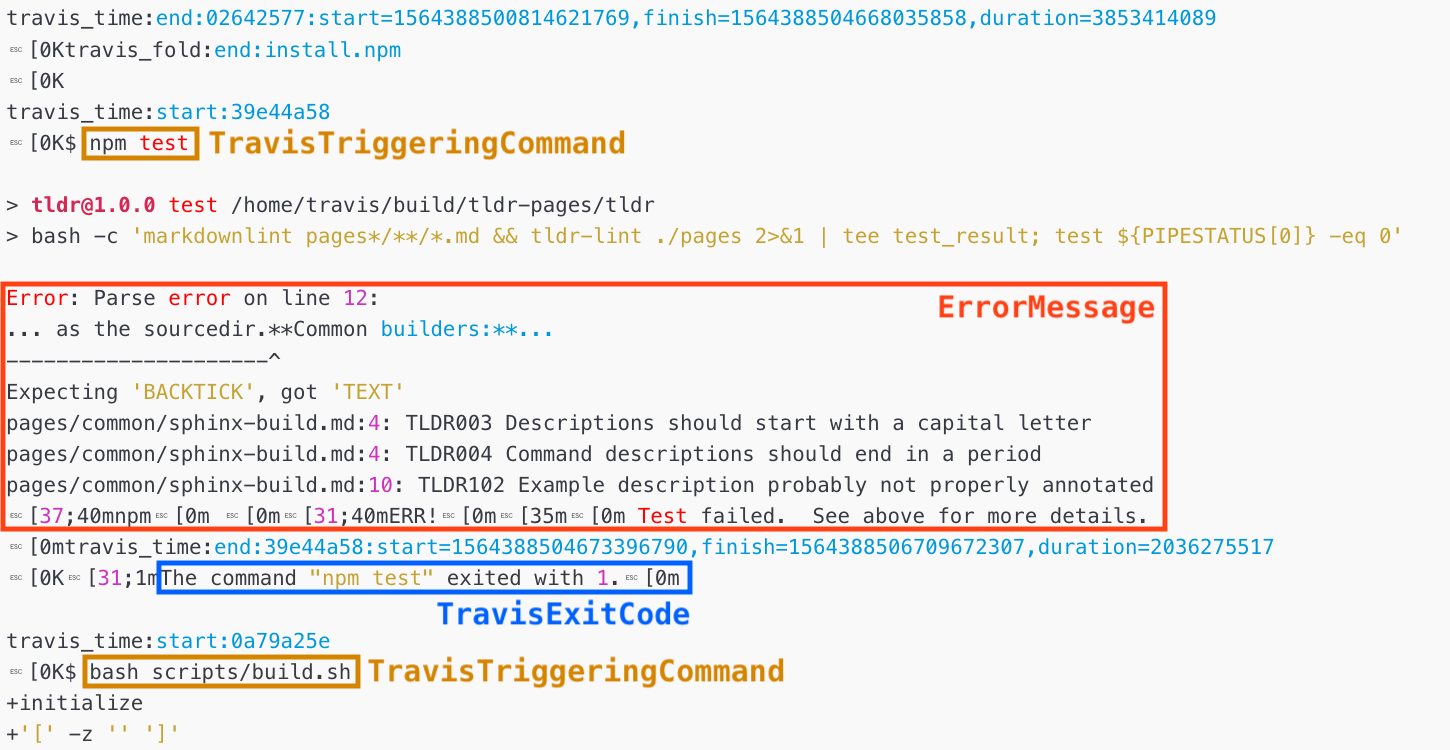 travis_time:end:02642577:start=1564388500814621769,finish=1564388504668035858,duration=3853414089
ESC[0Ktravis_fold:end:install.npm
ESC[0K
travis_time:start:39e44a58
ESC[0K$ npm test TravisTriggeringCommand
> tldr@1.0.0 test /home/travis/build/tldr-pages/tldr
> bash -c 'markdownlint pages*/**/*.md && tldr-lint ./pages 2>&1 | tee test_result; test ${PIPESTATUS[0]} -eq 0'
Error: Parse error on line 12: ErrorMessage
... as the sourcedir.**Common builders:**...
---------------------^
Expecting 'BACKTICK', got 'TEXT'
pages/common/sphinx-build.md:4: TLDR003 Descriptions should start with a capital letter
pages/common/sphinx-build.md:4: TLDR004 Command descriptions should end in a period
pages/common/sphinx-build.md:10: TLDR102 Example description probably not properly annotated
ESC[37;40mnpmESC[0m ESC[0mESC[31;40mERR!ESC[0mESC[35mESC[0m Test failed.  See above for more details.
ESC[0mtravis_time:end:39e44a58:start=1564388504673396790,finish=1564388506709672307,duration=2036275517
ESC[0KESC[31;1mThe command "npm test" exited with 1.ESC[0m
TravisExitCode
travis_time:start:0a79a25e
ESC[0K$ bash scripts/build.sh TravisTriggeringCommand
+initialize
+'[' -z '' ']'